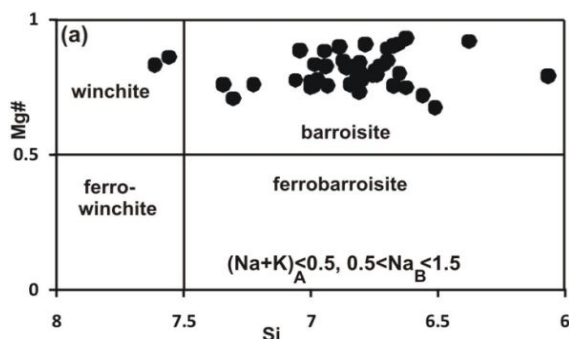 (a)
1
winchite
barroisite
Mg#
0.5
ferro-
winchite
ferrobarroisite
(Na+K)A<0.5, 0.5<NaB<1.5
0
8
7.5
7
6.5
6
Si